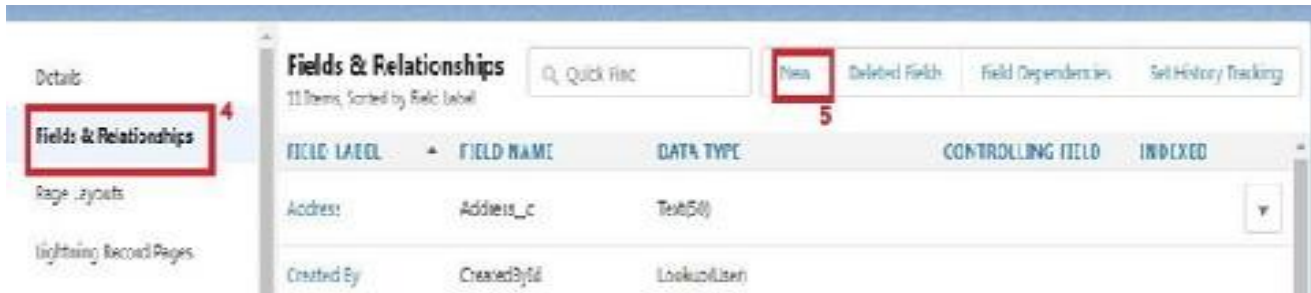 Details
Fields & Relationships
4
Page Layouts
Lightning Record Pages
Fields & Relationships
11 Items, Sorted by Field Label
Quick Find
New
5
Deleted Fields
Field Dependencies
Set History Tracking
FIELD LABEL
FIELD NAME
DATA TYPE
CONTROLLING FIELD
INDEXED
Address
Address_c
Text(50)
Created By
CreatedById
Lookup(User)